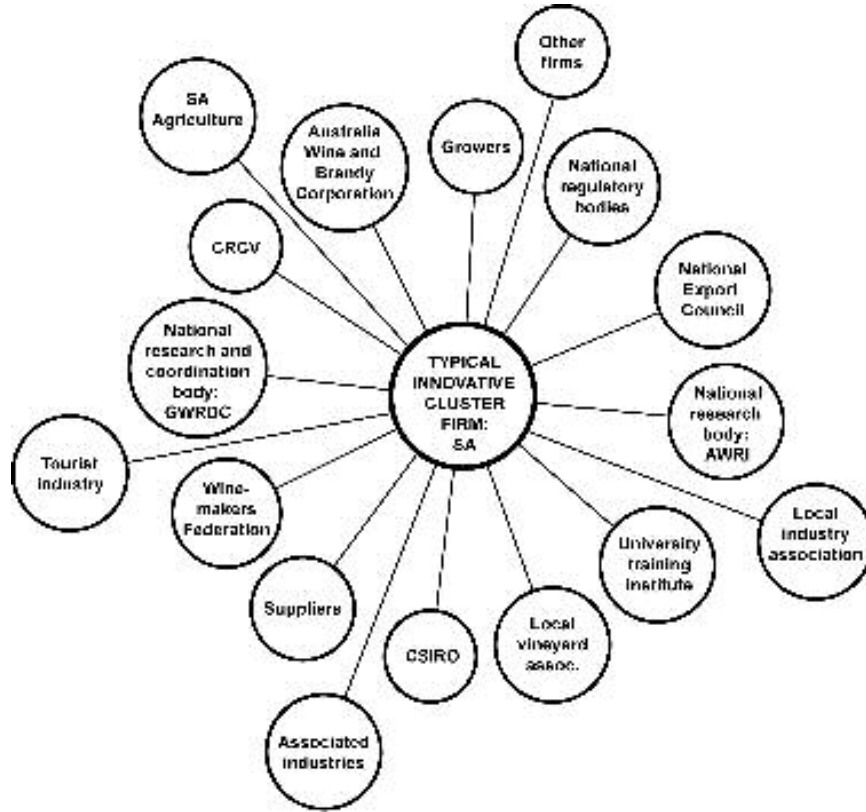 Other
firms
SA
Agriculture
Australia
Wine and
Brandy
Corporation
Growers
National
regulatory
bodies
CRCV
National
Export
Council
National
research and
coordination
body:
GWRDC
TYPICAL
INNOVATIVE
CLUSTER
FIRM:
SA
National
research
body:
AWRI
Tourist
industry
Wine-
makers
Federation
Local
industry
association
University
training
institute
Suppliers
CSIRO
Local
vineyard
assoc.
Associated
industries